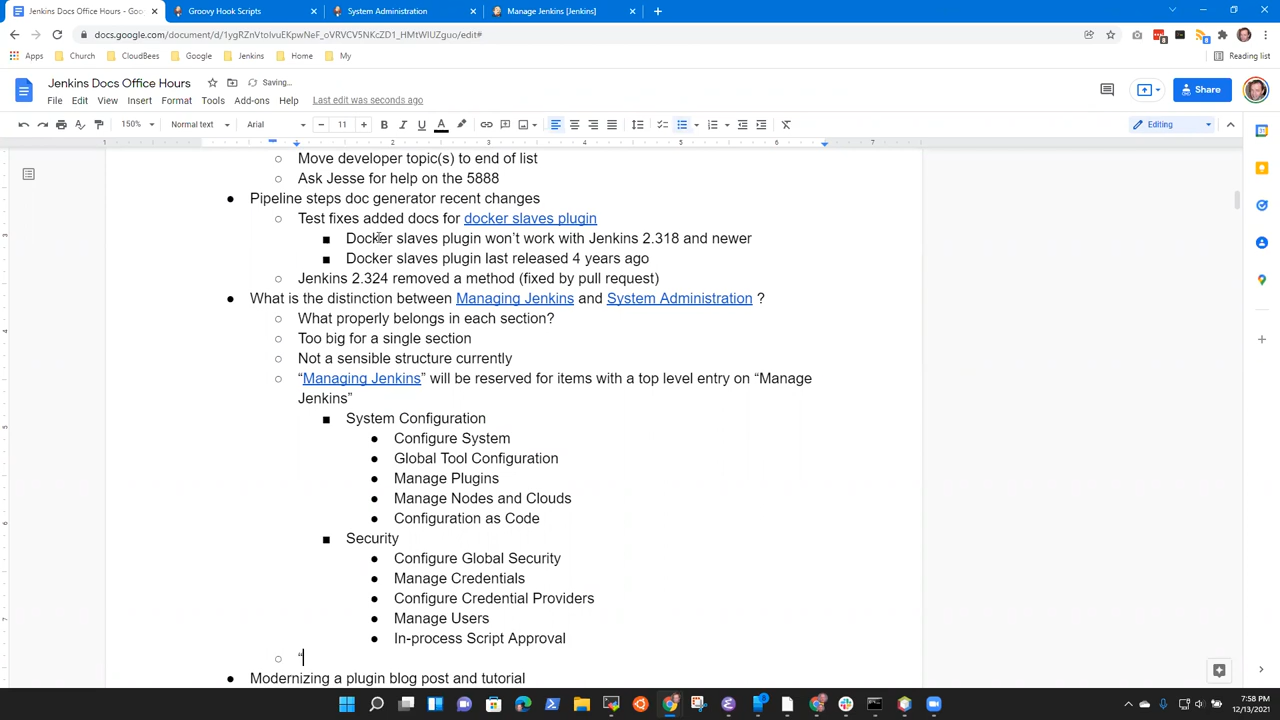 Jenkins Docs Office Hours - Goo
Groovy Hook Scripts
System Administration
Manage Jenkins [Jenkins]
docs.google.com/document/d/1ygRZnVtoIvuEKpwNeF_oVRVCV5NKcZD1_HMtWIUZguo/edit#
Apps
Church
CloudBees
Google
Jenkins
Home
My
Reading list
Jenkins Docs Office Hours
Saving...
Share
File Edit View Insert Format Tools Add-ons Help Last edit was seconds ago
150% Normal text Arial 11 Editing
Move developer topic(s) to end of list
Ask Jesse for help on the 5888
Pipeline steps doc generator recent changes
Test fixes added docs for docker slaves plugin
Docker slaves plugin won't work with Jenkins 2.318 and newer
Docker slaves plugin last released 4 years ago
Jenkins 2.324 removed a method (fixed by pull request)
What is the distinction between Managing Jenkins and System Administration ?
What properly belongs in each section?
Too big for a single section
Not a sensible structure currently
“Managing Jenkins” will be reserved for items with a top level entry on “Manage
Jenkins”
System Configuration
Configure System
Global Tool Configuration
Manage Plugins
Manage Nodes and Clouds
Configuration as Code
Security
Configure Global Security
Manage Credentials
Configure Credential Providers
Manage Users
In-process Script Approval
“
Modernizing a plugin blog post and tutorial
7:58 PM
12/13/2021